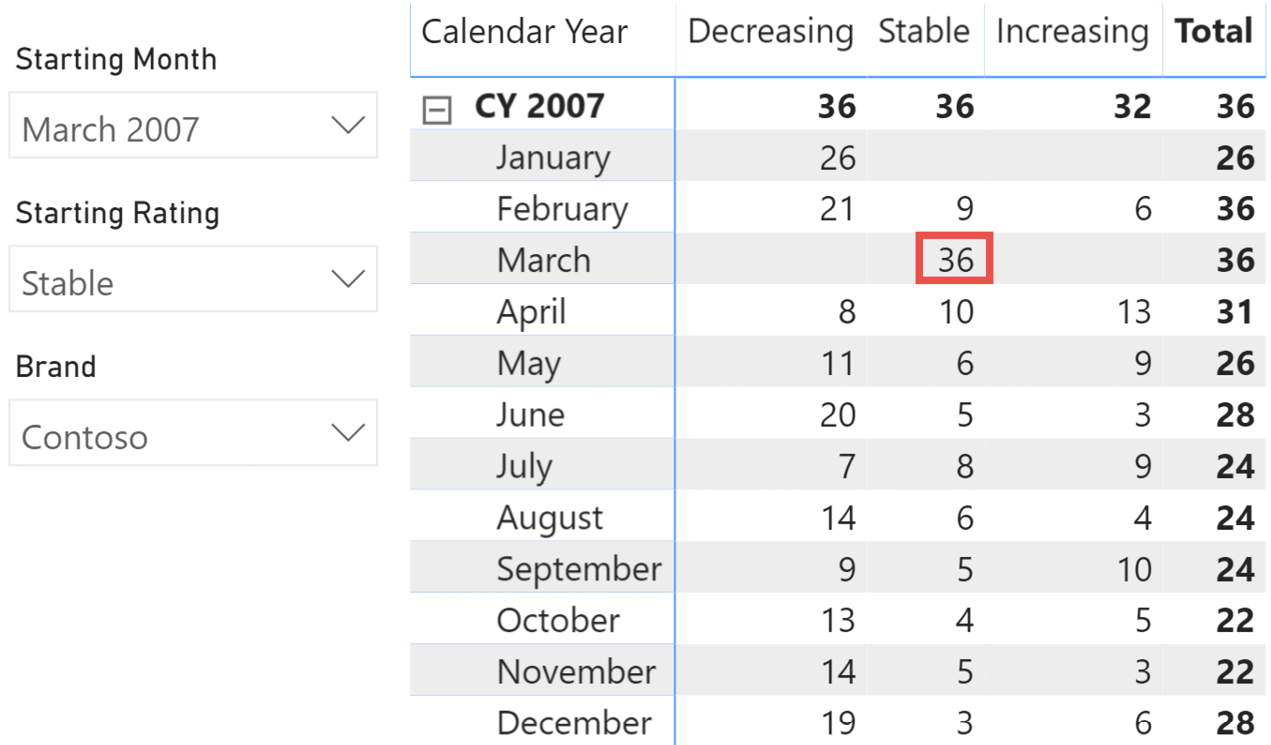 Starting Month
March 2007
Starting Rating
Stable
Brand
Contoso
Calendar Year Decreasing Stable Increasing Total
CY 2007 36 36 32 36
January 26 26
February 21 9 6 36
March 36 36
April 8 10 13 31
May 11 6 9 26
June 20 5 3 28
July 7 8 9 24
August 14 6 4 24
September 9 5 10 24
October 13 4 5 22
November 14 5 3 22
December 19 3 6 28